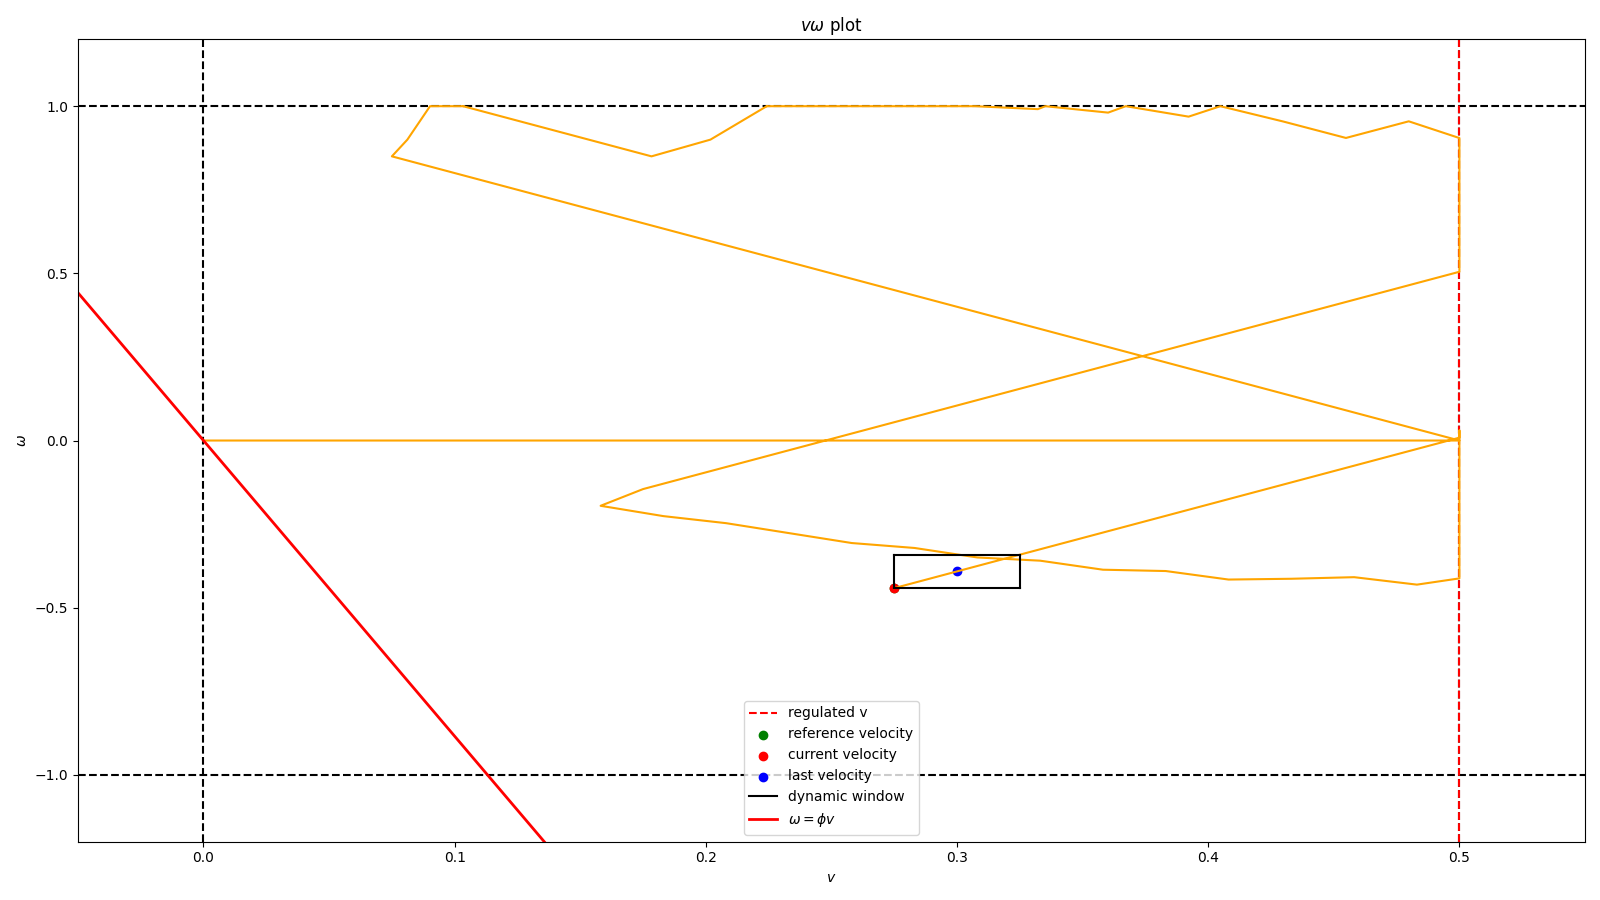 vω plot
1.0
0.5
0.0
−0.5
−1.0
ω
0.0 0.1 0.2 0.3 0.4 0.5
v
regulated v
reference velocity
current velocity
last velocity
dynamic window
ω = ϕv